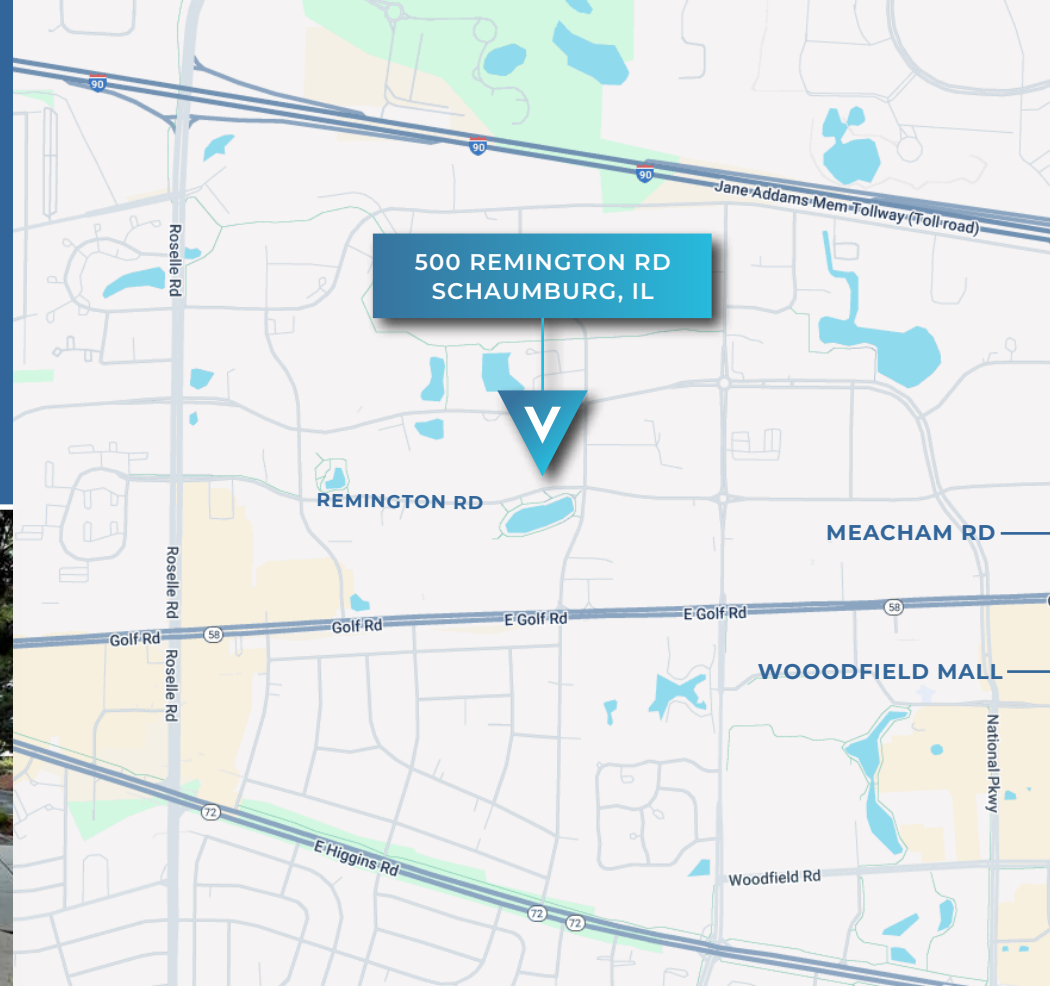 90
90
90
Jane Addams Mem Tollway (Toll road)
Roselle Rd
500 REMINGTON RD
SCHAUMBURG, IL
V
REMINGTON RD
MEACHAM RD
Roselle Rd
58
E Golf Rd
E Golf Rd
Golf Rd
58
Golf Rd
Roselle Rd
WOOODFIELD MALL
National Pkwy
72
E Higgins Rd
Woodfield Rd
72
72